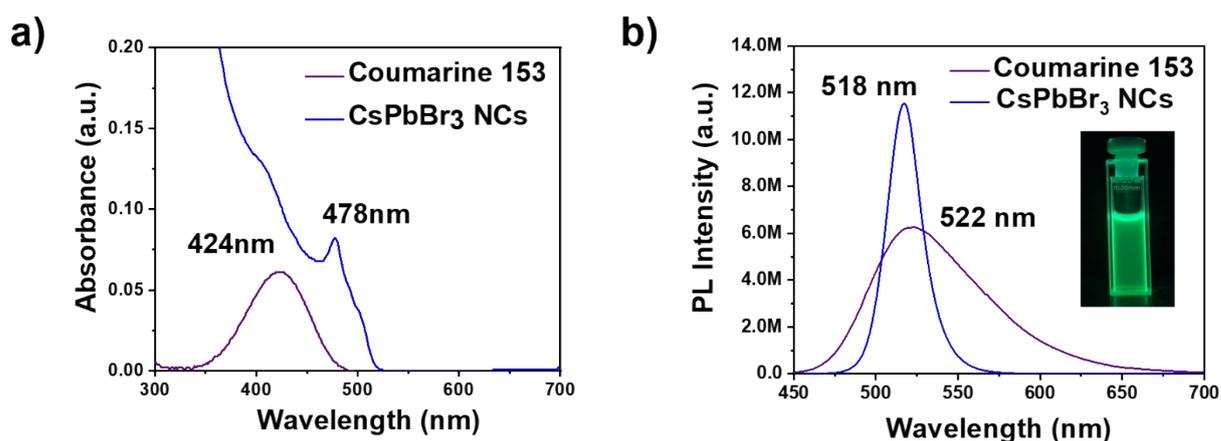 a)
0.20
0.15
0.10
0.05
0.00
Absorbance (a.u.)
Coumarine 153
CsPbBr3 NCs
478nm
424nm
300 400 500 600 700
Wavelength (nm)
b)
14.0M
12.0M
10.0M
8.0M
6.0M
4.0M
2.0M
0.0
PL Intensity (a.u.)
518 nm
Coumarine 153
CsPbBr3 NCs
522 nm
450 500 550 600 650 700
Wavelength (nm)